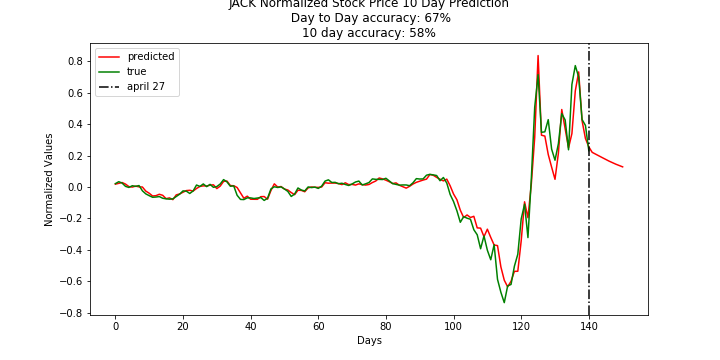 JACK Normalized Stock Price 10 Day Prediction
Day to Day accuracy: 67%
10 day accuracy: 58%
predicted
true
april 27
Normalized Values
0.8
0.6
0.4
0.2
0.0
−0.2
−0.4
−0.6
−0.8
0 20 40 60 80 100 120 140
Days